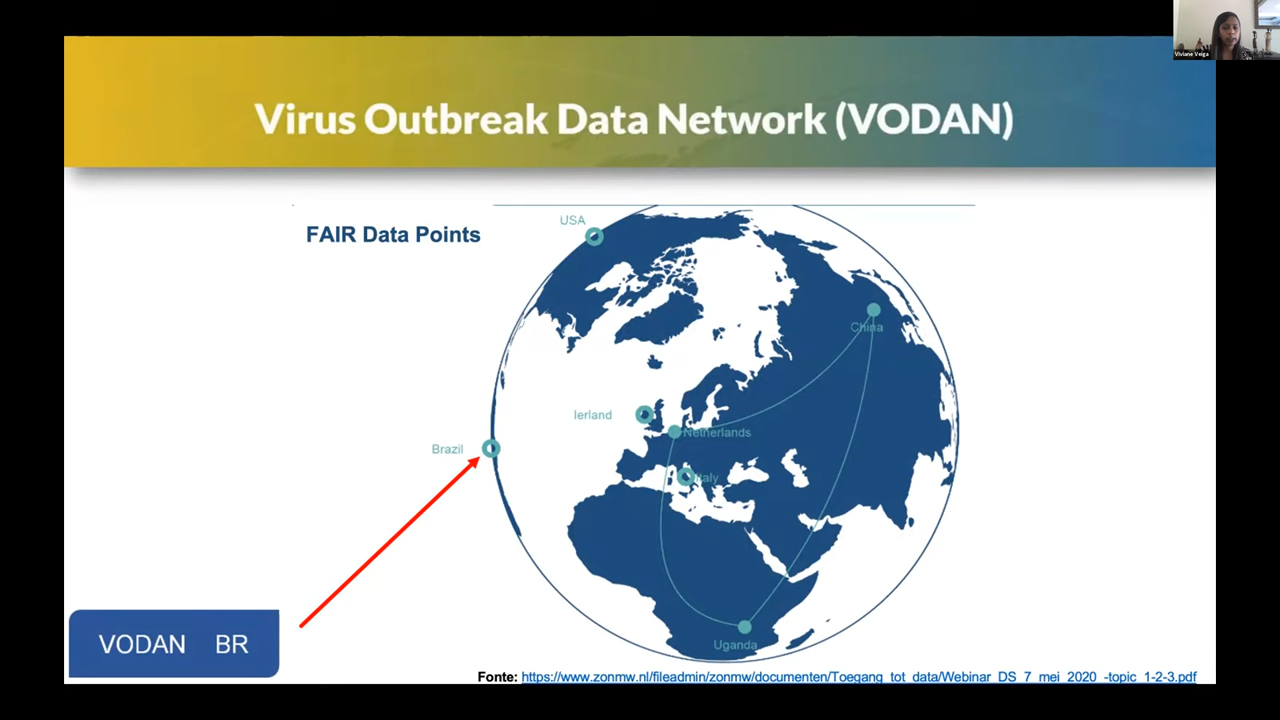 Viviane Veiga
Virus Outbreak Data Network (VODAN)
FAIR Data Points
USA
China
Ierland
Netherlands
Brazil
Italy
Uganda
VODAN BR
Fonte: https://www.zonmw.nl/fileadmin/zonmw/documenten/Toegang_tot_data/Webinar_DS_7_mei_2020_-topic_1-2-3.pdf